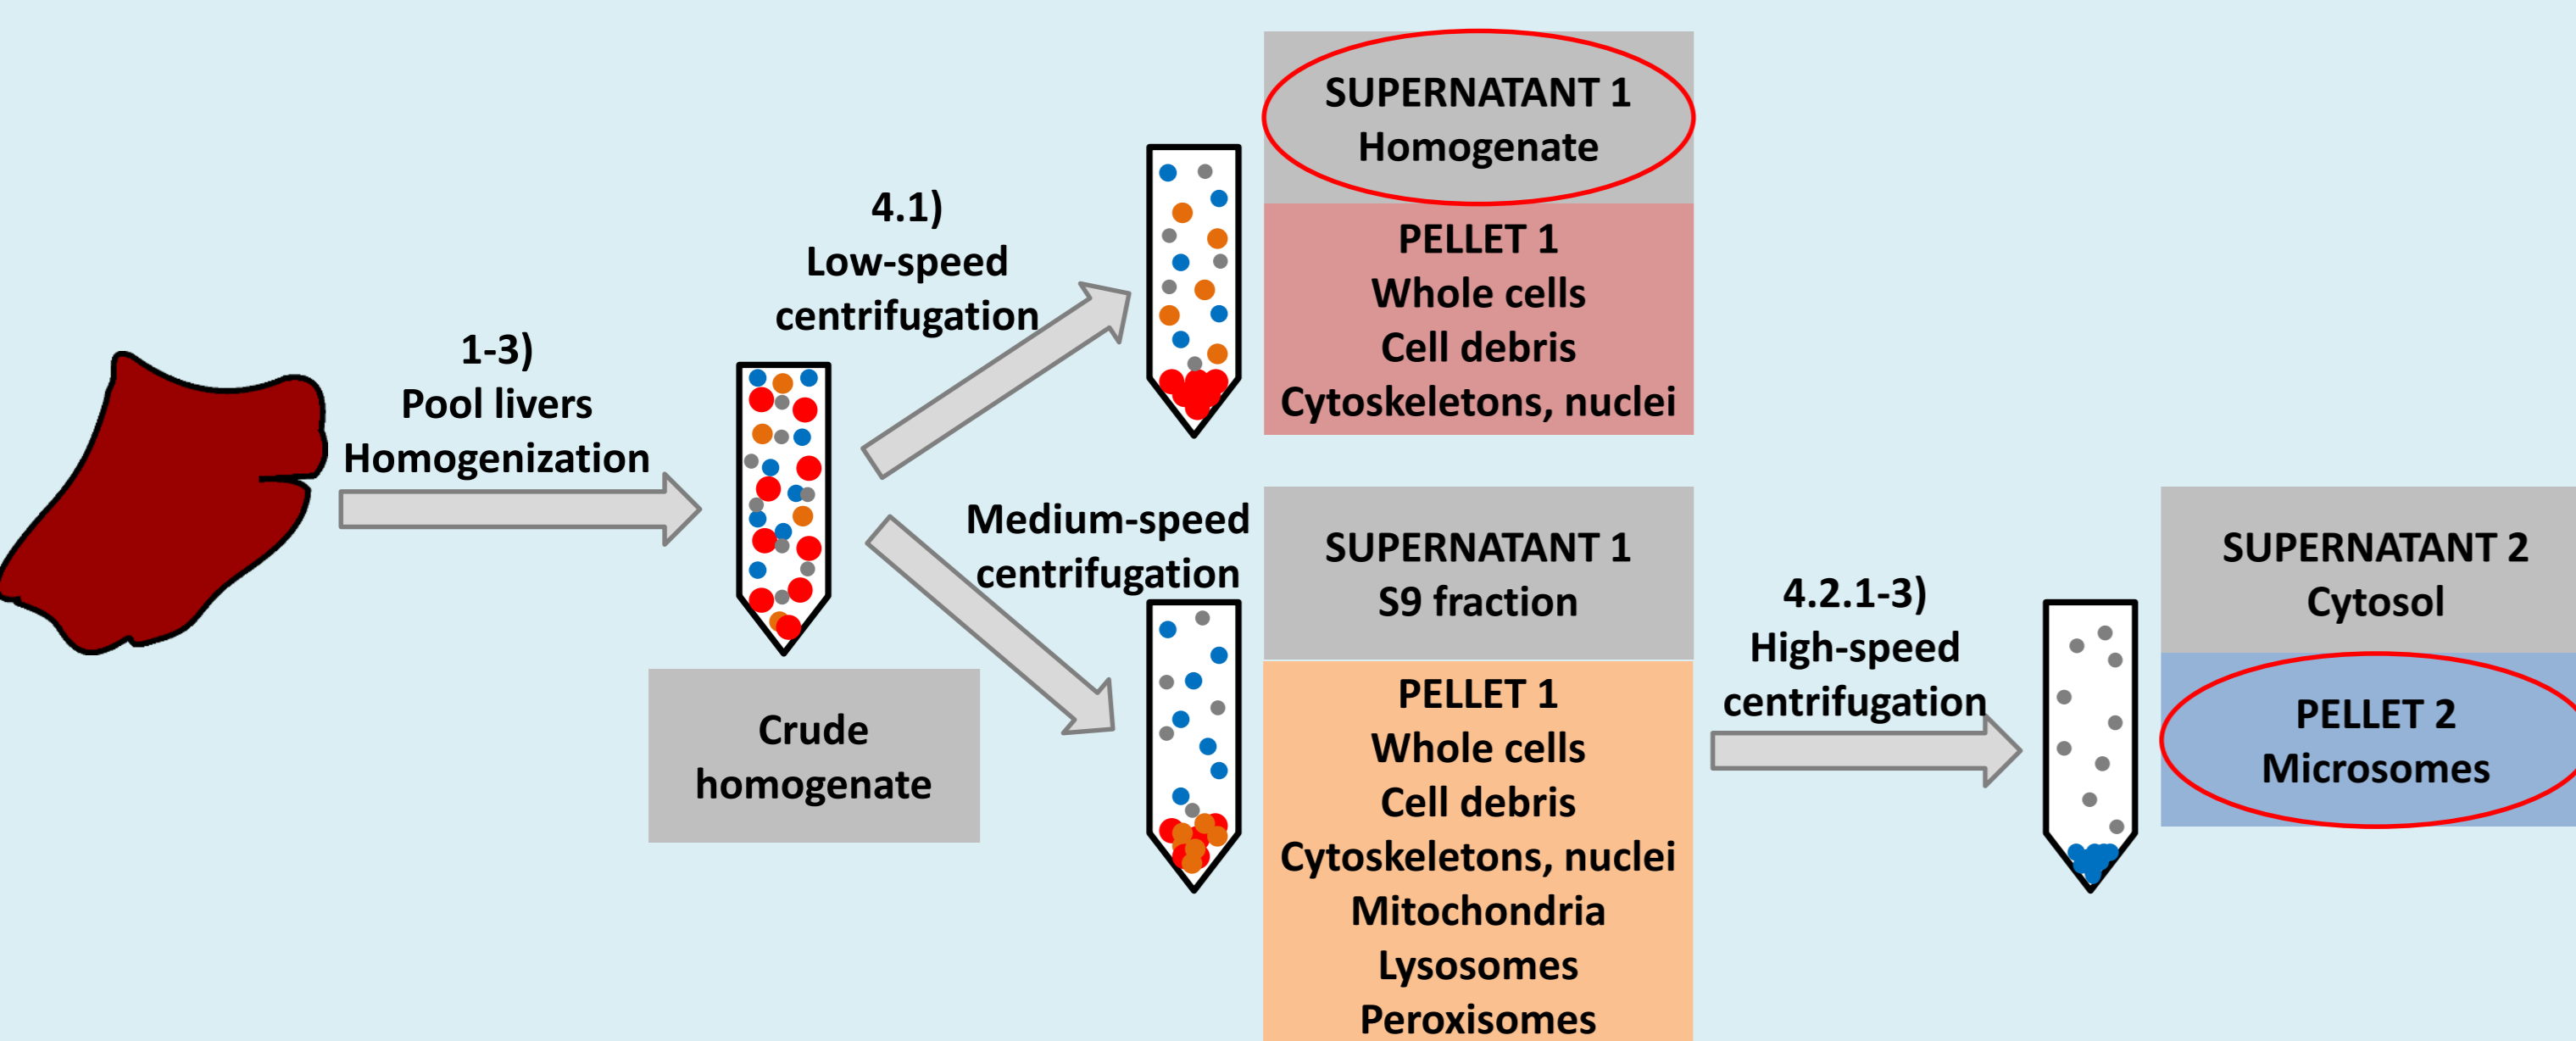 1-3)
Pool livers
Homogenization
Crude
homogenate
4.1)
Low-speed
centrifugation
SUPERNATANT 1
Homogenate
PELLET 1
Whole cells
Cell debris
Cytoskeletons, nuclei
Medium-speed
centrifugation
SUPERNATANT 1
S9 fraction
PELLET 1
Whole cells
Cell debris
Cytoskeletons, nuclei
Mitochondria
Lysosomes
Peroxisomes
4.2.1-3)
High-speed
centrifugation
SUPERNATANT 2
Cytosol
PELLET 2
Microsomes